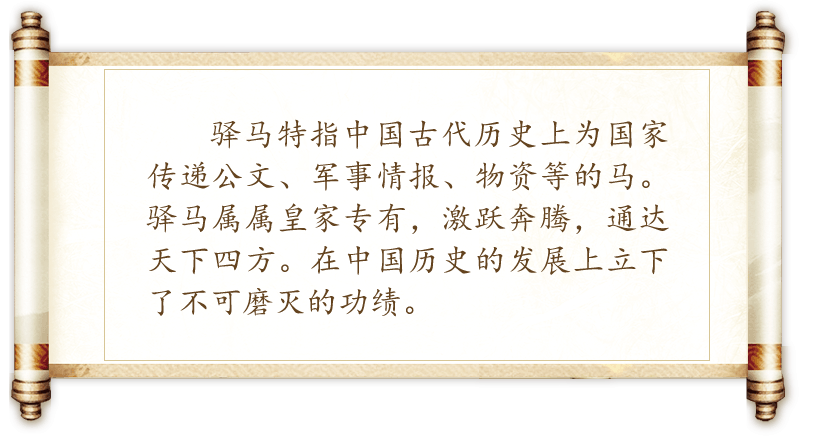 驿马特指中国古代历史上为国家
传递公文、军事情报、物资等的马。
驿马属属皇家专有，激跃奔腾，通达
天下四方。在中国历史的发展上立下
了不可磨灭的功绩。